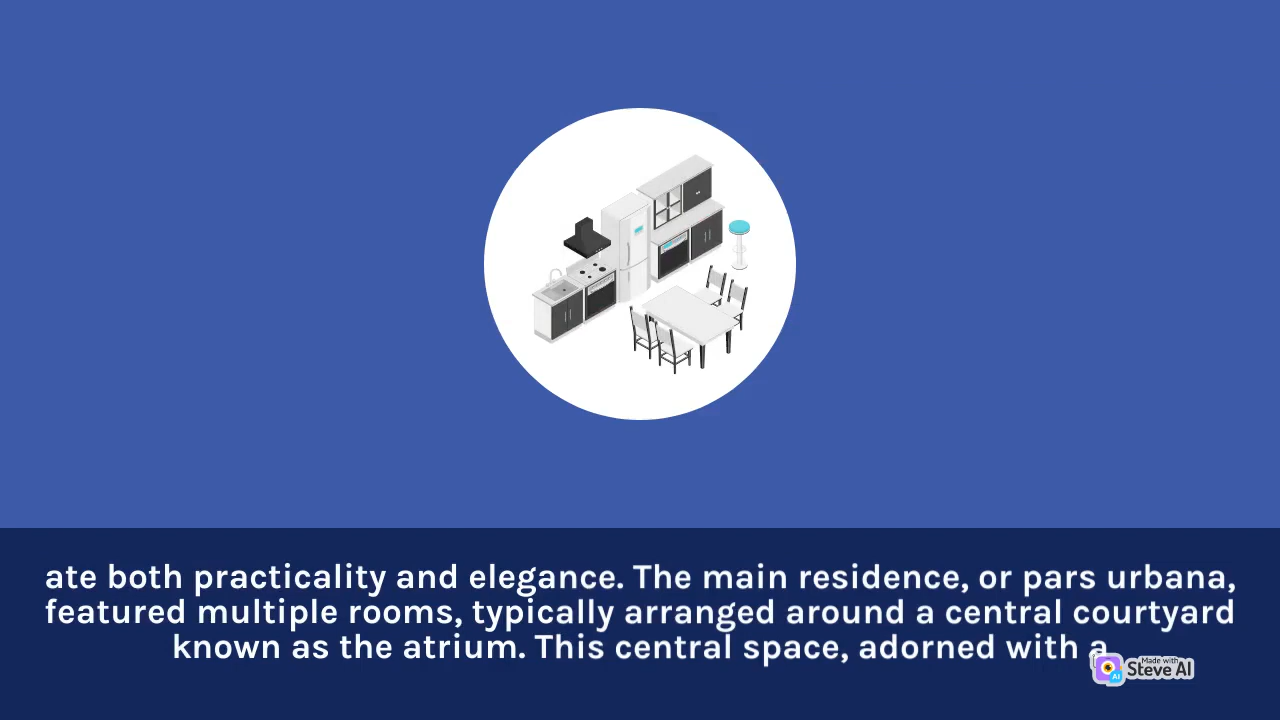 ate both practicality and elegance. The main residence, or pars urbana,
featured multiple rooms, typically arranged around a central courtyard
known as the atrium. This central space, adorned with a
Made with
Steve AI
AI